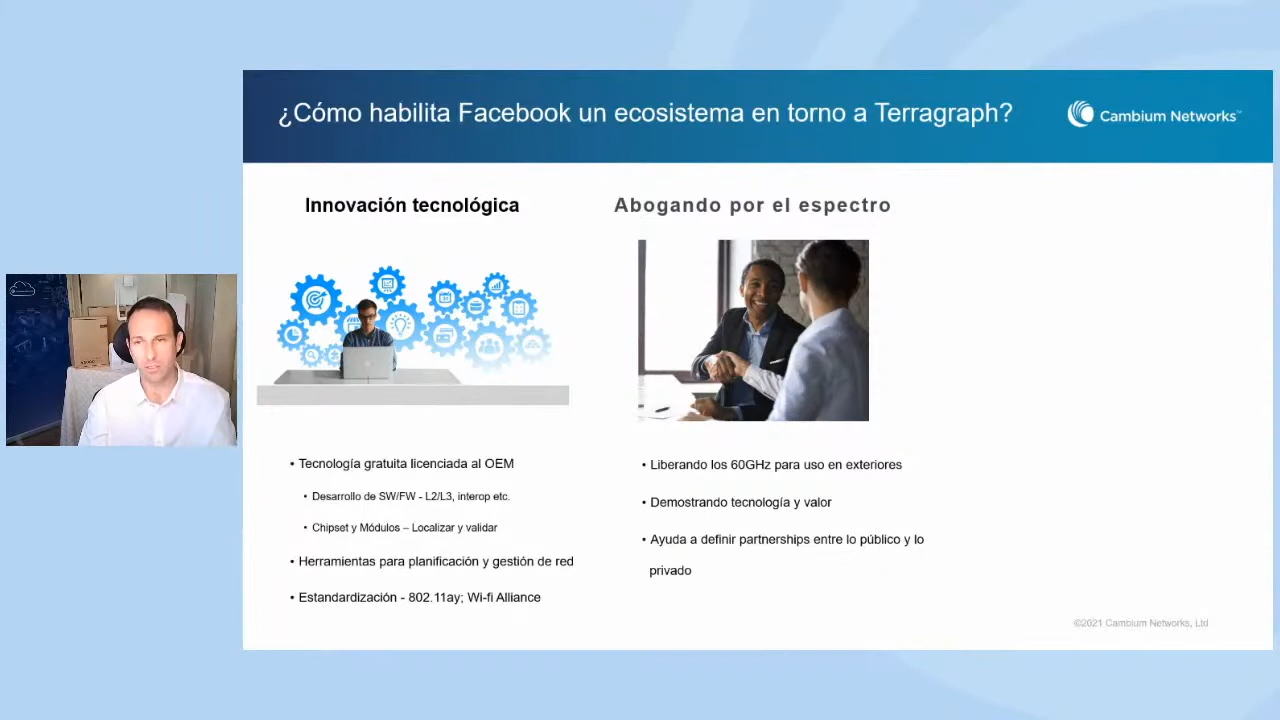 ¿Cómo habilita Facebook un ecosistema en torno a Terragraph?
Cambium Networks™
Innovación tecnológica
• Tecnología gratuita licenciada al OEM
• Desarrollo de SW/FW - L2/L3, interop etc.
• Chipset y Módulos – Localizar y validar
• Herramientas para planificación y gestión de red
• Estandardización - 802.11ay; Wi-fi Alliance
Abogando por el espectro
• Liberando los 60GHz para uso en exteriores
• Demostrando tecnología y valor
• Ayuda a definir partnerships entre lo público y lo
privado
©2021 Cambium Networks, Ltd